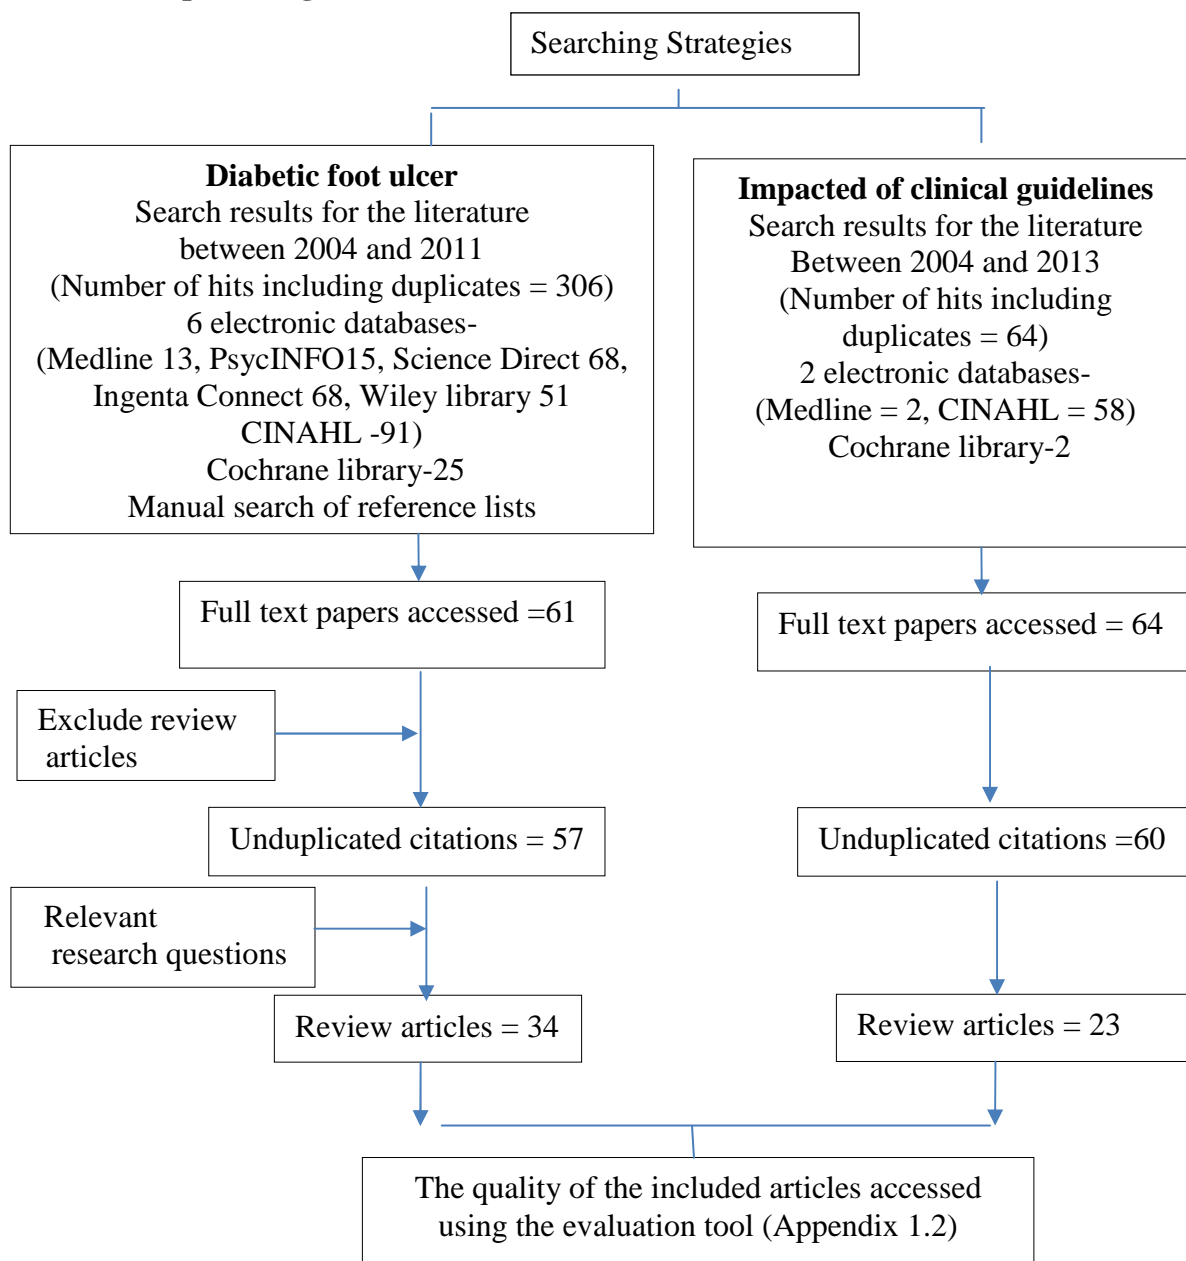 Searching Strategies
Diabetic foot ulcer
Search results for the literature
between 2004 and 2011
(Number of hits including duplicates = 306)
6 electronic databases-
(Medline 13, PsycINFO15, Science Direct 68,
Ingenta Connect 68, Wiley library 51
CINAHL -91)
Cochrane library-25
Manual search of reference lists
Impacted of clinical guidelines
Search results for the literature
Between 2004 and 2013
(Number of hits including
duplicates = 64)
2 electronic databases-
(Medline = 2, CINAHL = 58)
Cochrane library-2
Full text papers accessed =61
Full text papers accessed = 64
Exclude review
articles
Unduplicated citations = 57
Unduplicated citations =60
Relevant
research questions
Review articles = 34
Review articles = 23
The quality of the included articles accessed
using the evaluation tool (Appendix 1.2)